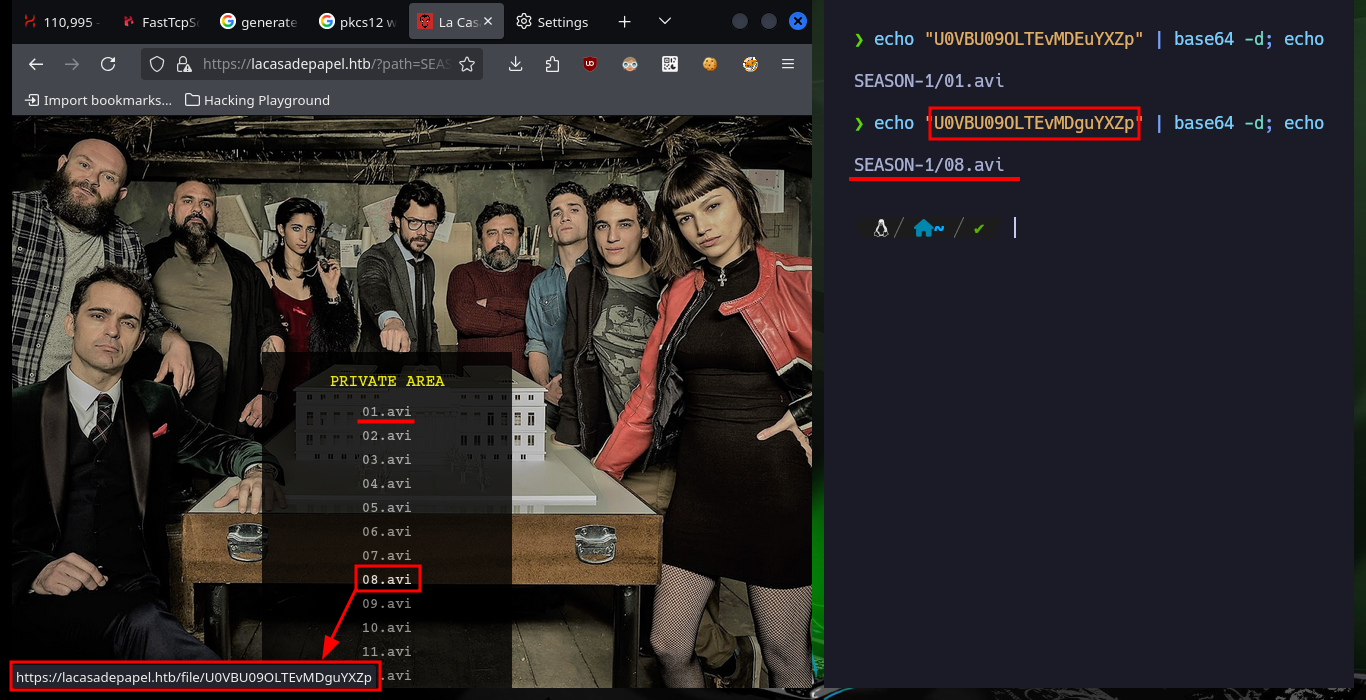 110,995
FastTcpSc
generate
pkcs12 w
La Cas
Settings
https://lacasadepapel.htb/?path=SEAS
Import bookmarks...
Hacking Playground
PRIVATE AREA
01.avi
02.avi
03.avi
04.avi
05.avi
06.avi
07.avi
08.avi
09.avi
10.avi
11.avi
.avi
https://lacasadepapel.htb/file/U0VBU09OLTEvMDguYXZp
❯ echo "U0VBU09OLTEvMDEuYXZp" | base64 -d; echo
SEASON-1/01.avi
❯ echo "U0VBU09OLTEvMDguYXZp" | base64 -d; echo
SEASON-1/08.avi
/ ~ / ✔